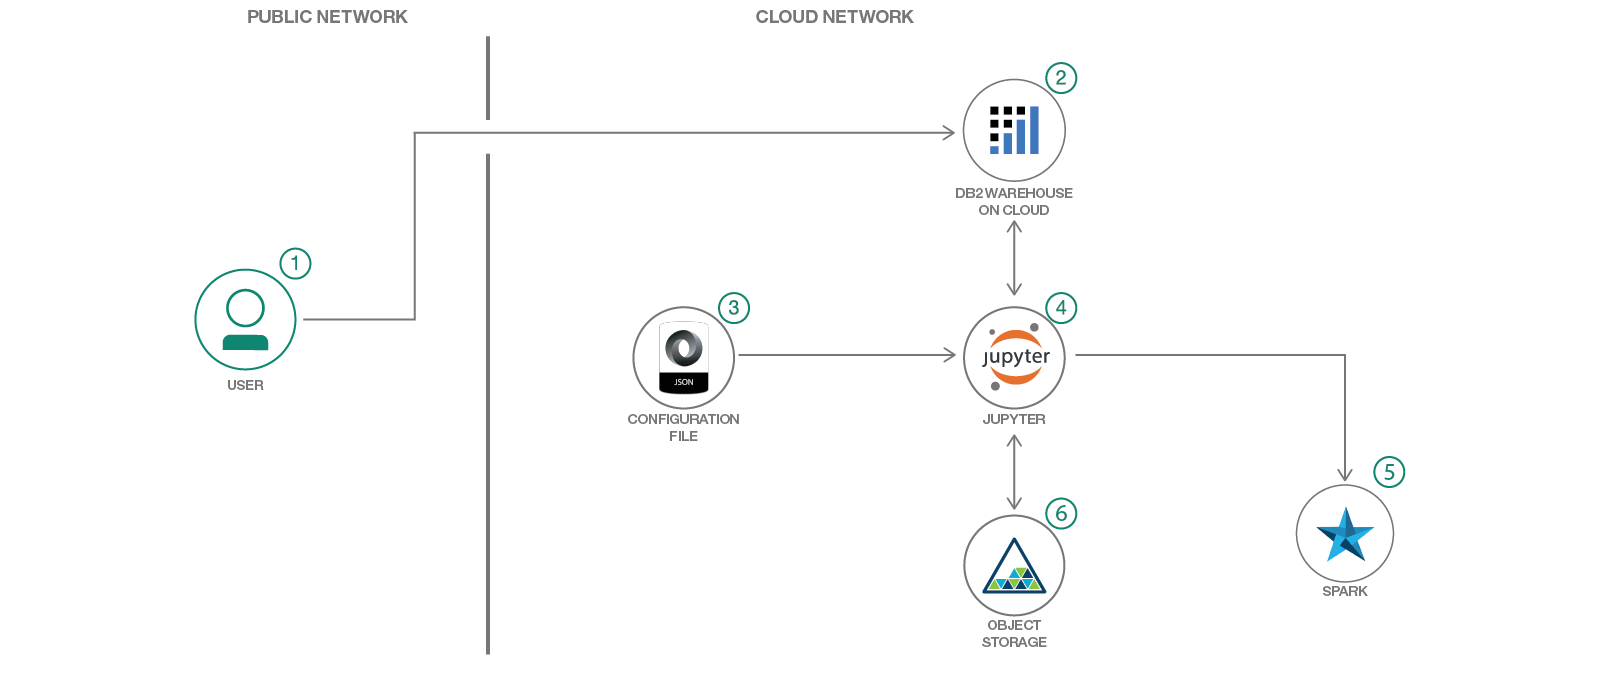 PUBLIC NETWORK
CLOUD NETWORK
2
DB2 WAREHOUSE
ON CLOUD
1
USER
3
JSON
CONFIGURATION
FILE
4
jupyter
JUPYTER
5
SPARK
6
OBJECT
STORAGE